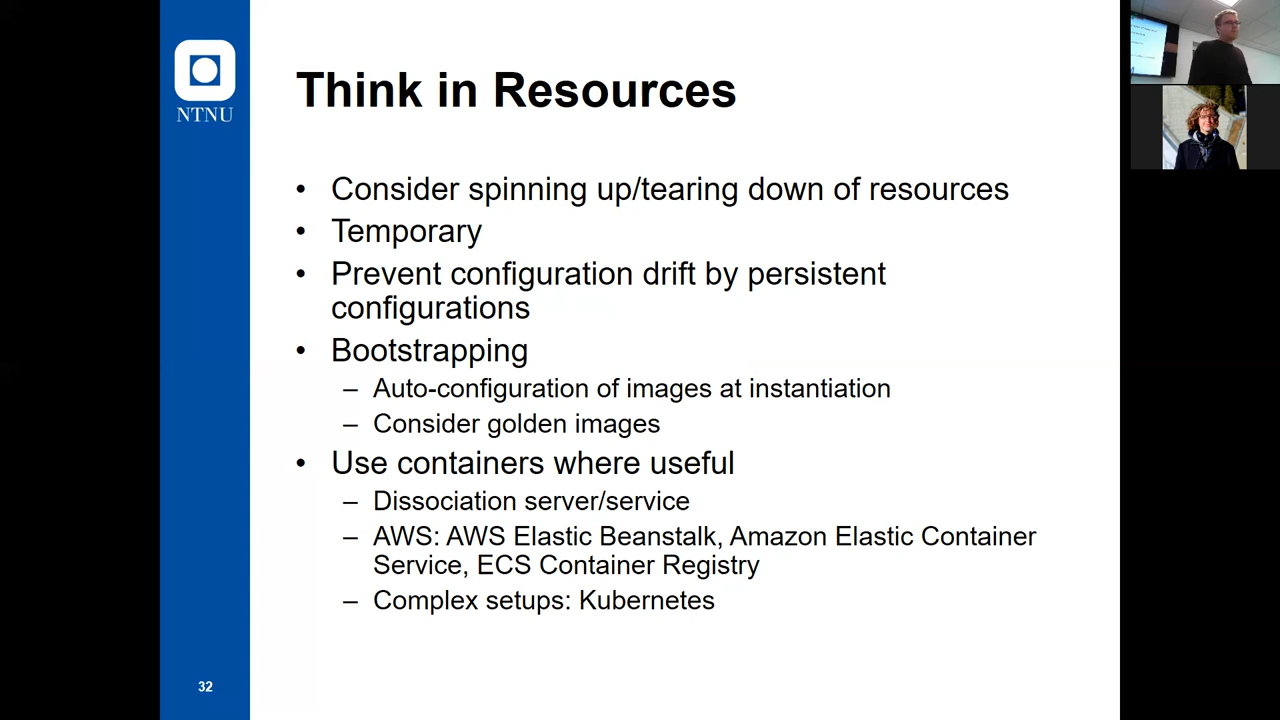 NTNU
Think in Resources
• Consider spinning up/tearing down of resources
• Temporary
• Prevent configuration drift by persistent
configurations
• Bootstrapping
– Auto-configuration of images at instantiation
– Consider golden images
• Use containers where useful
– Dissociation server/service
– AWS: AWS Elastic Beanstalk, Amazon Elastic Container
Service, ECS Container Registry
– Complex setups: Kubernetes
32